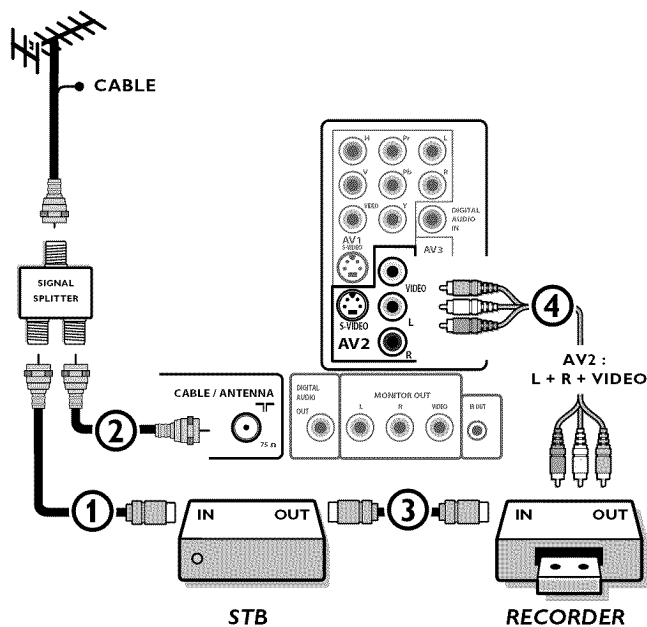 CABLE
SIGNAL
SPLITTER
H
Pr
L
V
Pb
R
VIDEO
Y
DIGITAL
AUDIO
IN
AV1
S-VIDEO
AV3
VIDEO
S-VIDEO
L
AV2
R
4
AV2 :
L + R + VIDEO
CABLE / ANTENNA
75 Ω
DIGITAL
AUDIO
OUT
MONITOR OUT
L
R
VIDEO
IR OUT
2
1
IN
OUT
3
IN
OUT
STB
RECORDER